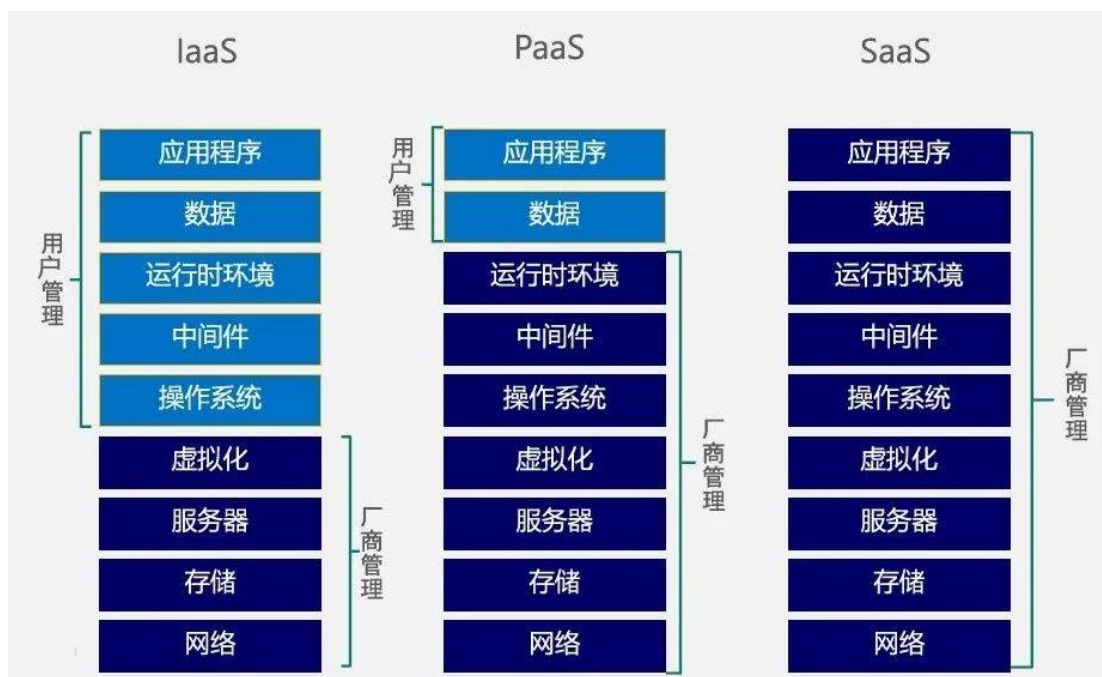 IaaS
用户管理
应用程序
数据
运行时环境
中间件
操作系统
虚拟化
服务器
存储
网络
厂商管理
PaaS
用户管理
应用程序
数据
运行时环境
中间件
操作系统
虚拟化
服务器
存储
网络
厂商管理
SaaS
应用程序
数据
运行时环境
中间件
操作系统
虚拟化
服务器
存储
网络
厂商管理